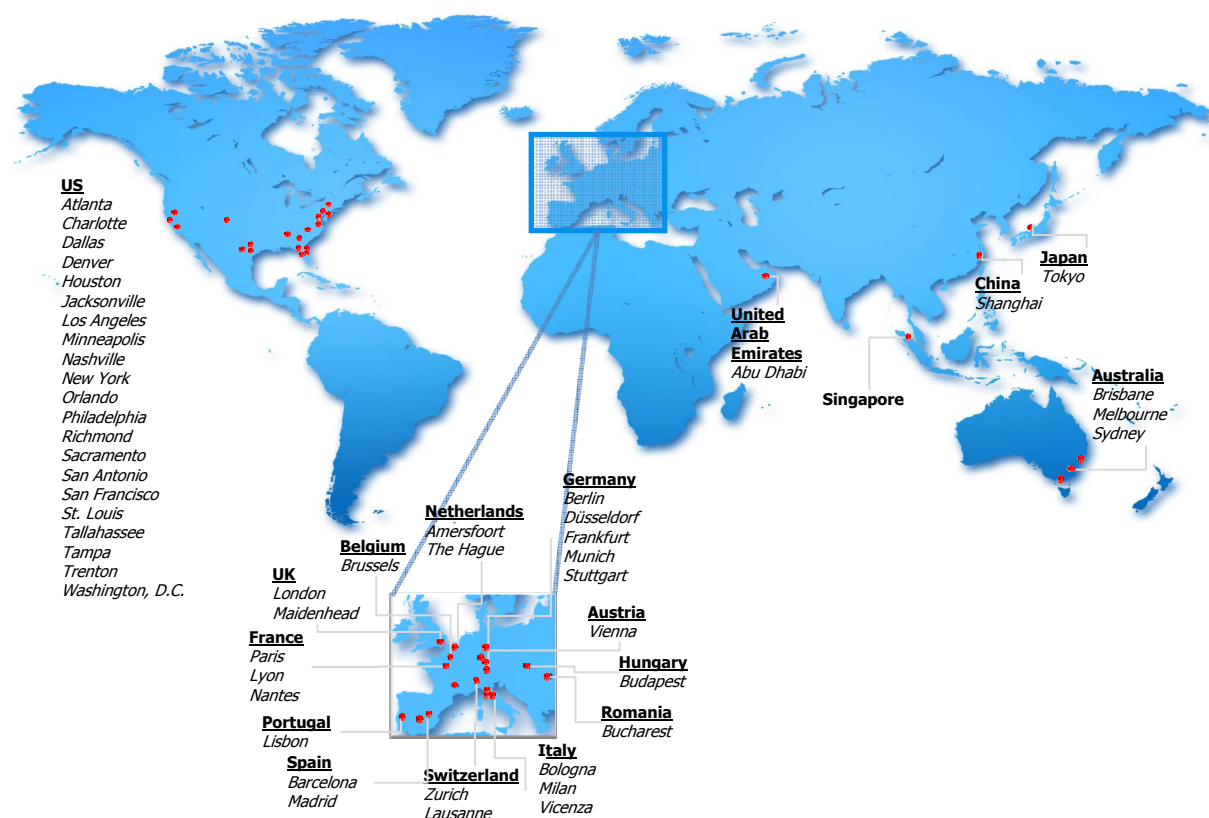 US
Atlanta
Charlotte
Dallas
Denver
Houston
Jacksonville
Los Angeles
Minneapolis
Nashville
New York
Orlando
Philadelphia
Richmond
Sacramento
San Antonio
San Francisco
St. Louis
Tallahassee
Tampa
Trenton
Washington, D.C.
Japan
Tokyo
China
Shanghai
United
Arab
Emirates
Abu Dhabi
Singapore
Australia
Brisbane
Melbourne
Sydney
Germany
Berlin
Düsseldorf
Frankfurt
Munich
Stuttgart
Netherlands
Amersfoort
The Hague
Belgium
Brussels
UK
London
Maidenhead
France
Paris
Lyon
Nantes
Portugal
Lisbon
Spain
Barcelona
Madrid
Switzerland
Zurich
Lausanne
Italy
Bologna
Milan
Vicenza
Austria
Vienna
Hungary
Budapest
Romania
Bucharest